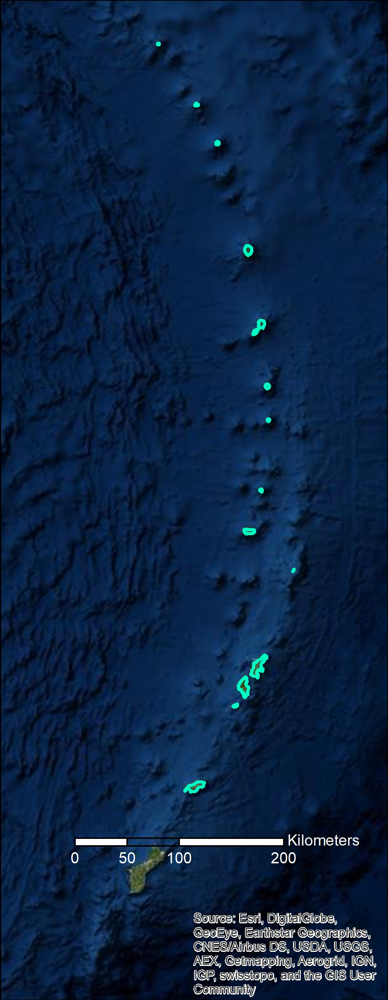 Kilometers
0 50 100 200
Source: Esri, DigitalGlobe,
GeoEye, Earthstar Geographics,
CNES/Airbus DS, USDA, USGS,
AEX, Getmapping, Aerogrid, IGN,
IGP, swisstopo, and the GIS User
Community